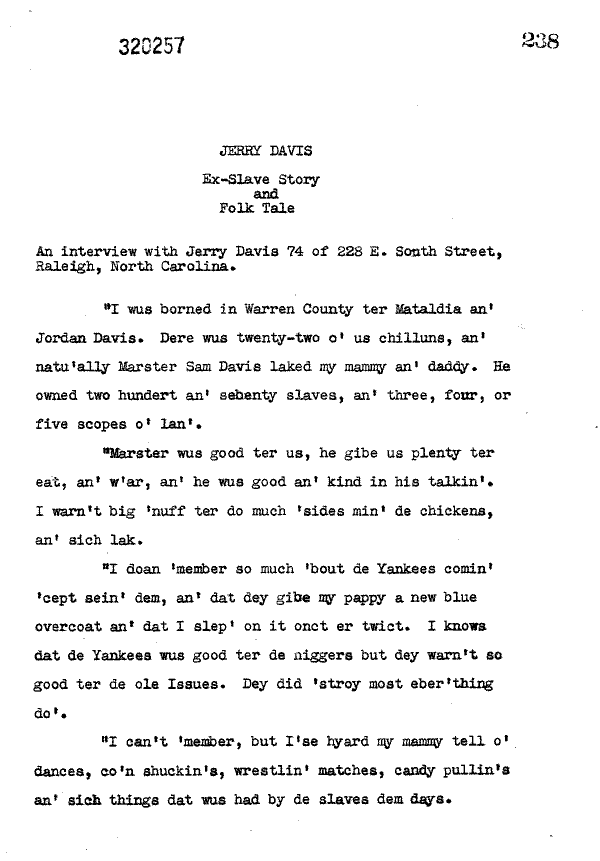 320257 238
JERRY DAVIS
Ex-Slave Story
and
Folk Tale
An interview with Jerry Davis 74 of 228 E. South Street,
Raleigh, North Carolina.
"I wus borned in Warren County ter Mataldia an'
Jordan Davis. Dere wus twenty-two o' us chilluns, an'
natu'ally Marster Sam Davis laked my mammy an' daddy. He
owned two hundert an' sebenty slaves, an' three, four, or
five scopes o' lan'.
"Marster wus good ter us, he gibe us plenty ter
eat, an' w'ar, an' he wus good an' kind in his talkin'.
I warn't big 'nuff ter do much 'sides min' de chickens,
an' sich lak.
"I doan 'member so much 'bout de Yankees comin'
'cept sein' dem, an' dat dey gibe my pappy a new blue
overcoat an' dat I slep' on it onct er twict. I knows
dat de Yankees wus good ter de niggers but dey warn't so
good ter de ole Issues. Dey did 'stroy most eber'thing
do'.
"I can't 'member, but I'se hyard my mammy tell o'
dances, co'n shuckin's, wrestlin' matches, candy pullin's
an' sich things dat wus had by de slaves dem days.